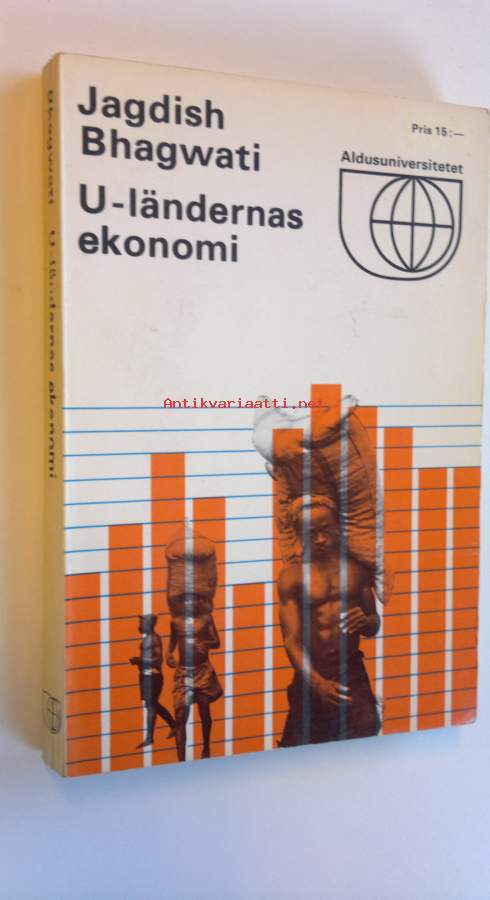 Jagdish
Bhagwati
U-ländernas
ekonomi
Pris 15:—
Aldusuniversitetet
Antikvariaatti.net
Bhagwati U-ländernas ekonomi